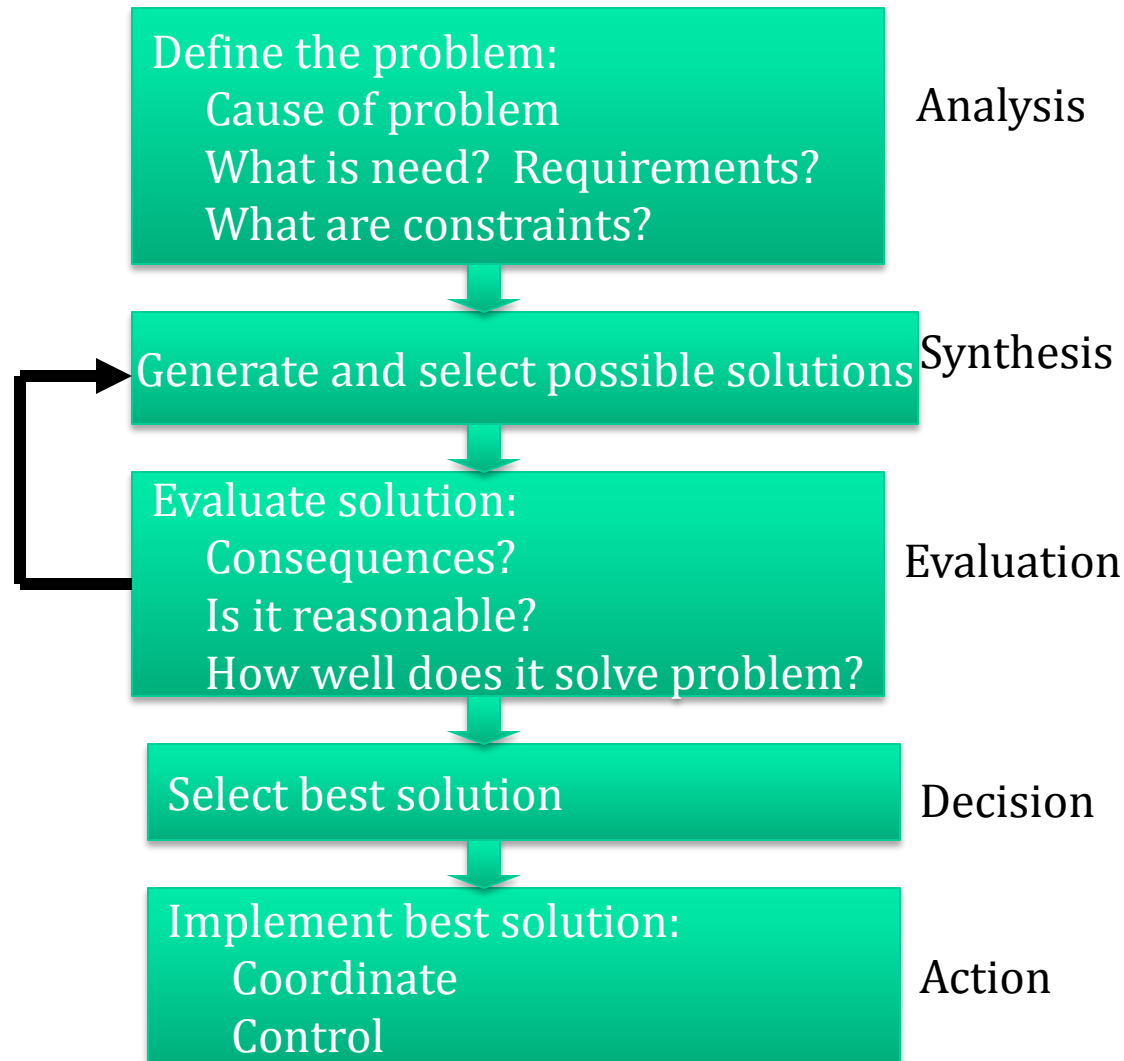 Define the problem:
Cause of problem
What is need?  Requirements?
What are constraints?
Analysis
Generate and select possible solutions
Synthesis
Evaluate solution:
Consequences?
Is it reasonable?
How well does it solve problem?
Evaluation
Select best solution
Decision
Implement best solution:
Coordinate
Control
Action